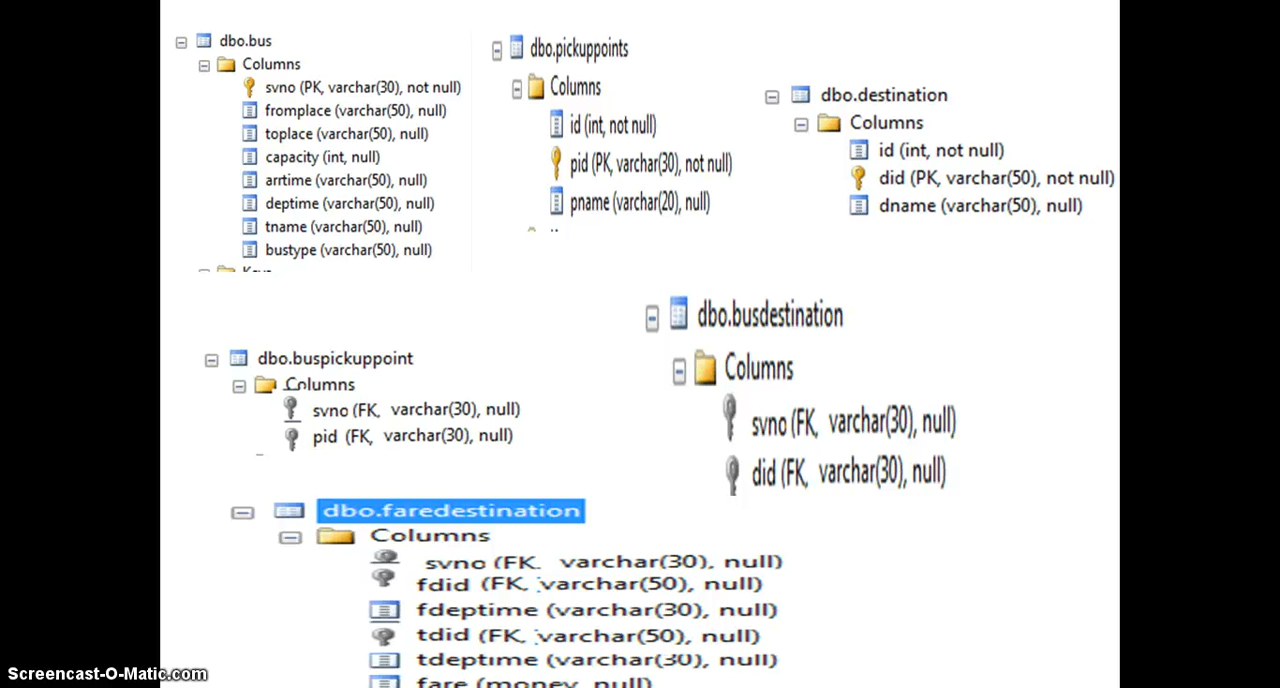 dbo.bus
Columns
svno (PK, varchar(30), not null)
fromplace (varchar(50), null)
toplace (varchar(50), null)
capacity (int, null)
arrtime (varchar(50), null)
deptime (varchar(50), null)
tname (varchar(50), null)
bustype (varchar(50), null)
dbo.pickuppoints
Columns
id (int, not null)
pid (PK, varchar(30), not null)
pname (varchar(20), null)
dbo.destination
Columns
id (int, not null)
did (PK, varchar(50), not null)
dname (varchar(50), null)
dbo.buspickuppoint
Columns
svno (FK, varchar(30), null)
pid (FK, varchar(30), null)
dbo.busdestination
Columns
svno (FK, varchar(30), null)
did (FK, varchar(30), null)
dbo.faredestination
Columns
svno (FK, varchar(30), null)
fdid (FK, varchar(50), null)
fdeptime (varchar(30), null)
tdid (FK, varchar(50), null)
tdeptime (varchar(30), null)
fare (money, null)
Screencast-O-Matic.com